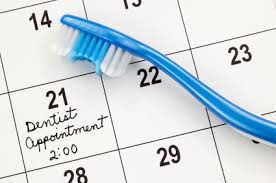 14 15
21 22 23
Dentist
Appointment
2:00
28 29